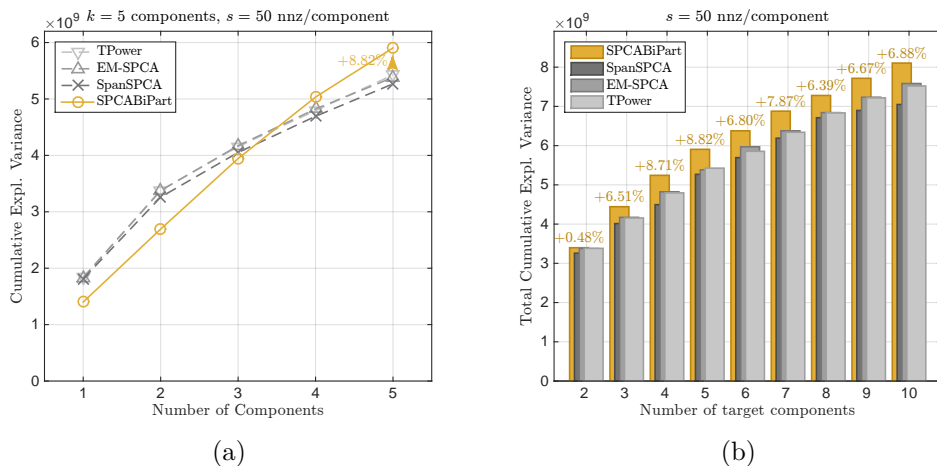 ×10⁹ k = 5 components, s = 50 nnz/component
6
5
4
3
2
1
0
Cumulative Expl. Variance
TPower
EM-SPCA
SpanSPCA
SPCABiPart
+8.82%
1 2 3 4 5
Number of Components
(a)
×10⁹ s = 50 nnz/component
8
7
6
5
4
3
2
1
0
Total Cumulative Expl. Variance
SPCABiPart
SpanSPCA
EM-SPCA
TPower
+0.48%
+6.51%
+8.71%
+8.82%
+6.80%
+7.87%
+6.39%
+6.67%
+6.88%
2 3 4 5 6 7 8 9 10
Number of target components
(b)